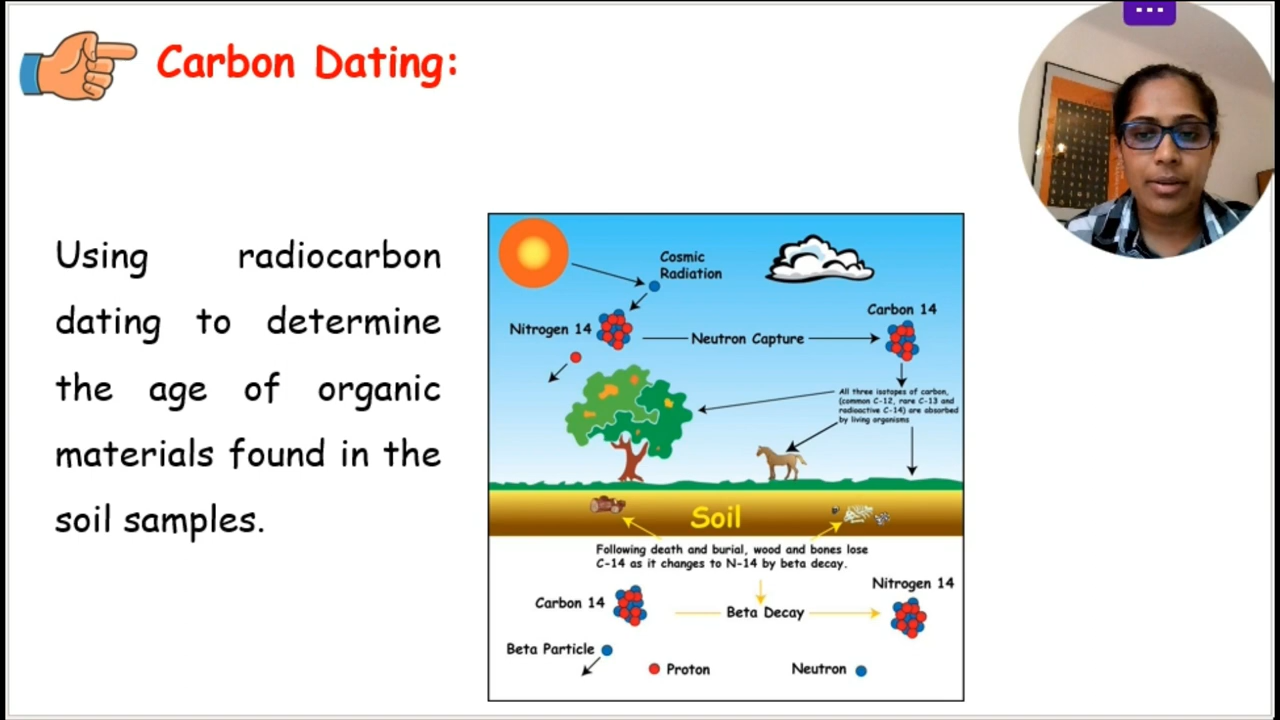 Carbon Dating:
Using radiocarbon
dating to determine
the age of organic
materials found in the
soil samples.
Cosmic
Radiation
Nitrogen 14
Neutron Capture
Carbon 14
All three isotopes of carbon,
(common C-12, rare C-13 and
radioactive C-14) are absorbed
by living organisms
Soil
Following death and burial, wood and bones lose
C-14 as it changes to N-14 by beta decay.
Carbon 14
Beta Decay
Nitrogen 14
Beta Particle
Proton
Neutron